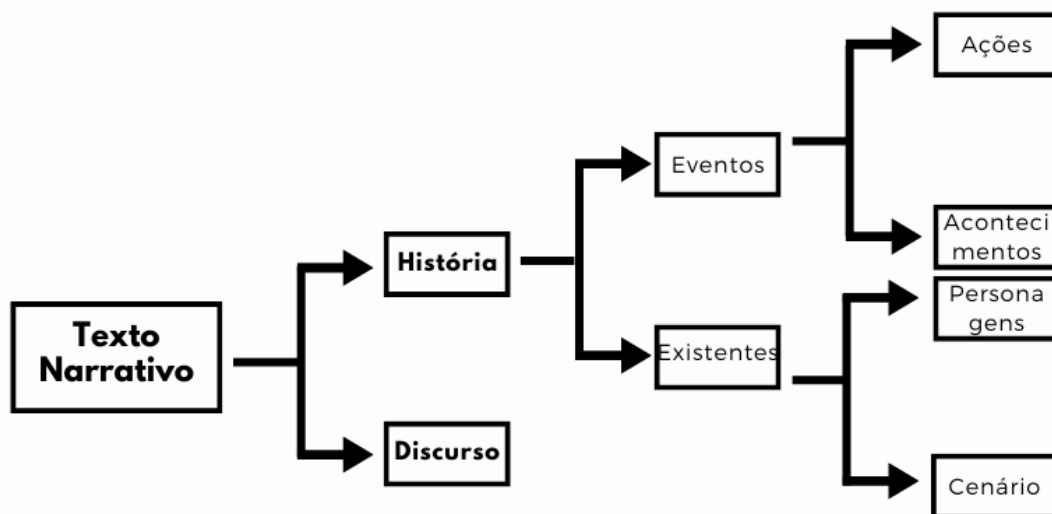 Texto
Narrativo
História
Discurso
Eventos
Existentes
Ações
Aconteci
mentos
Persona
gens
Cenário